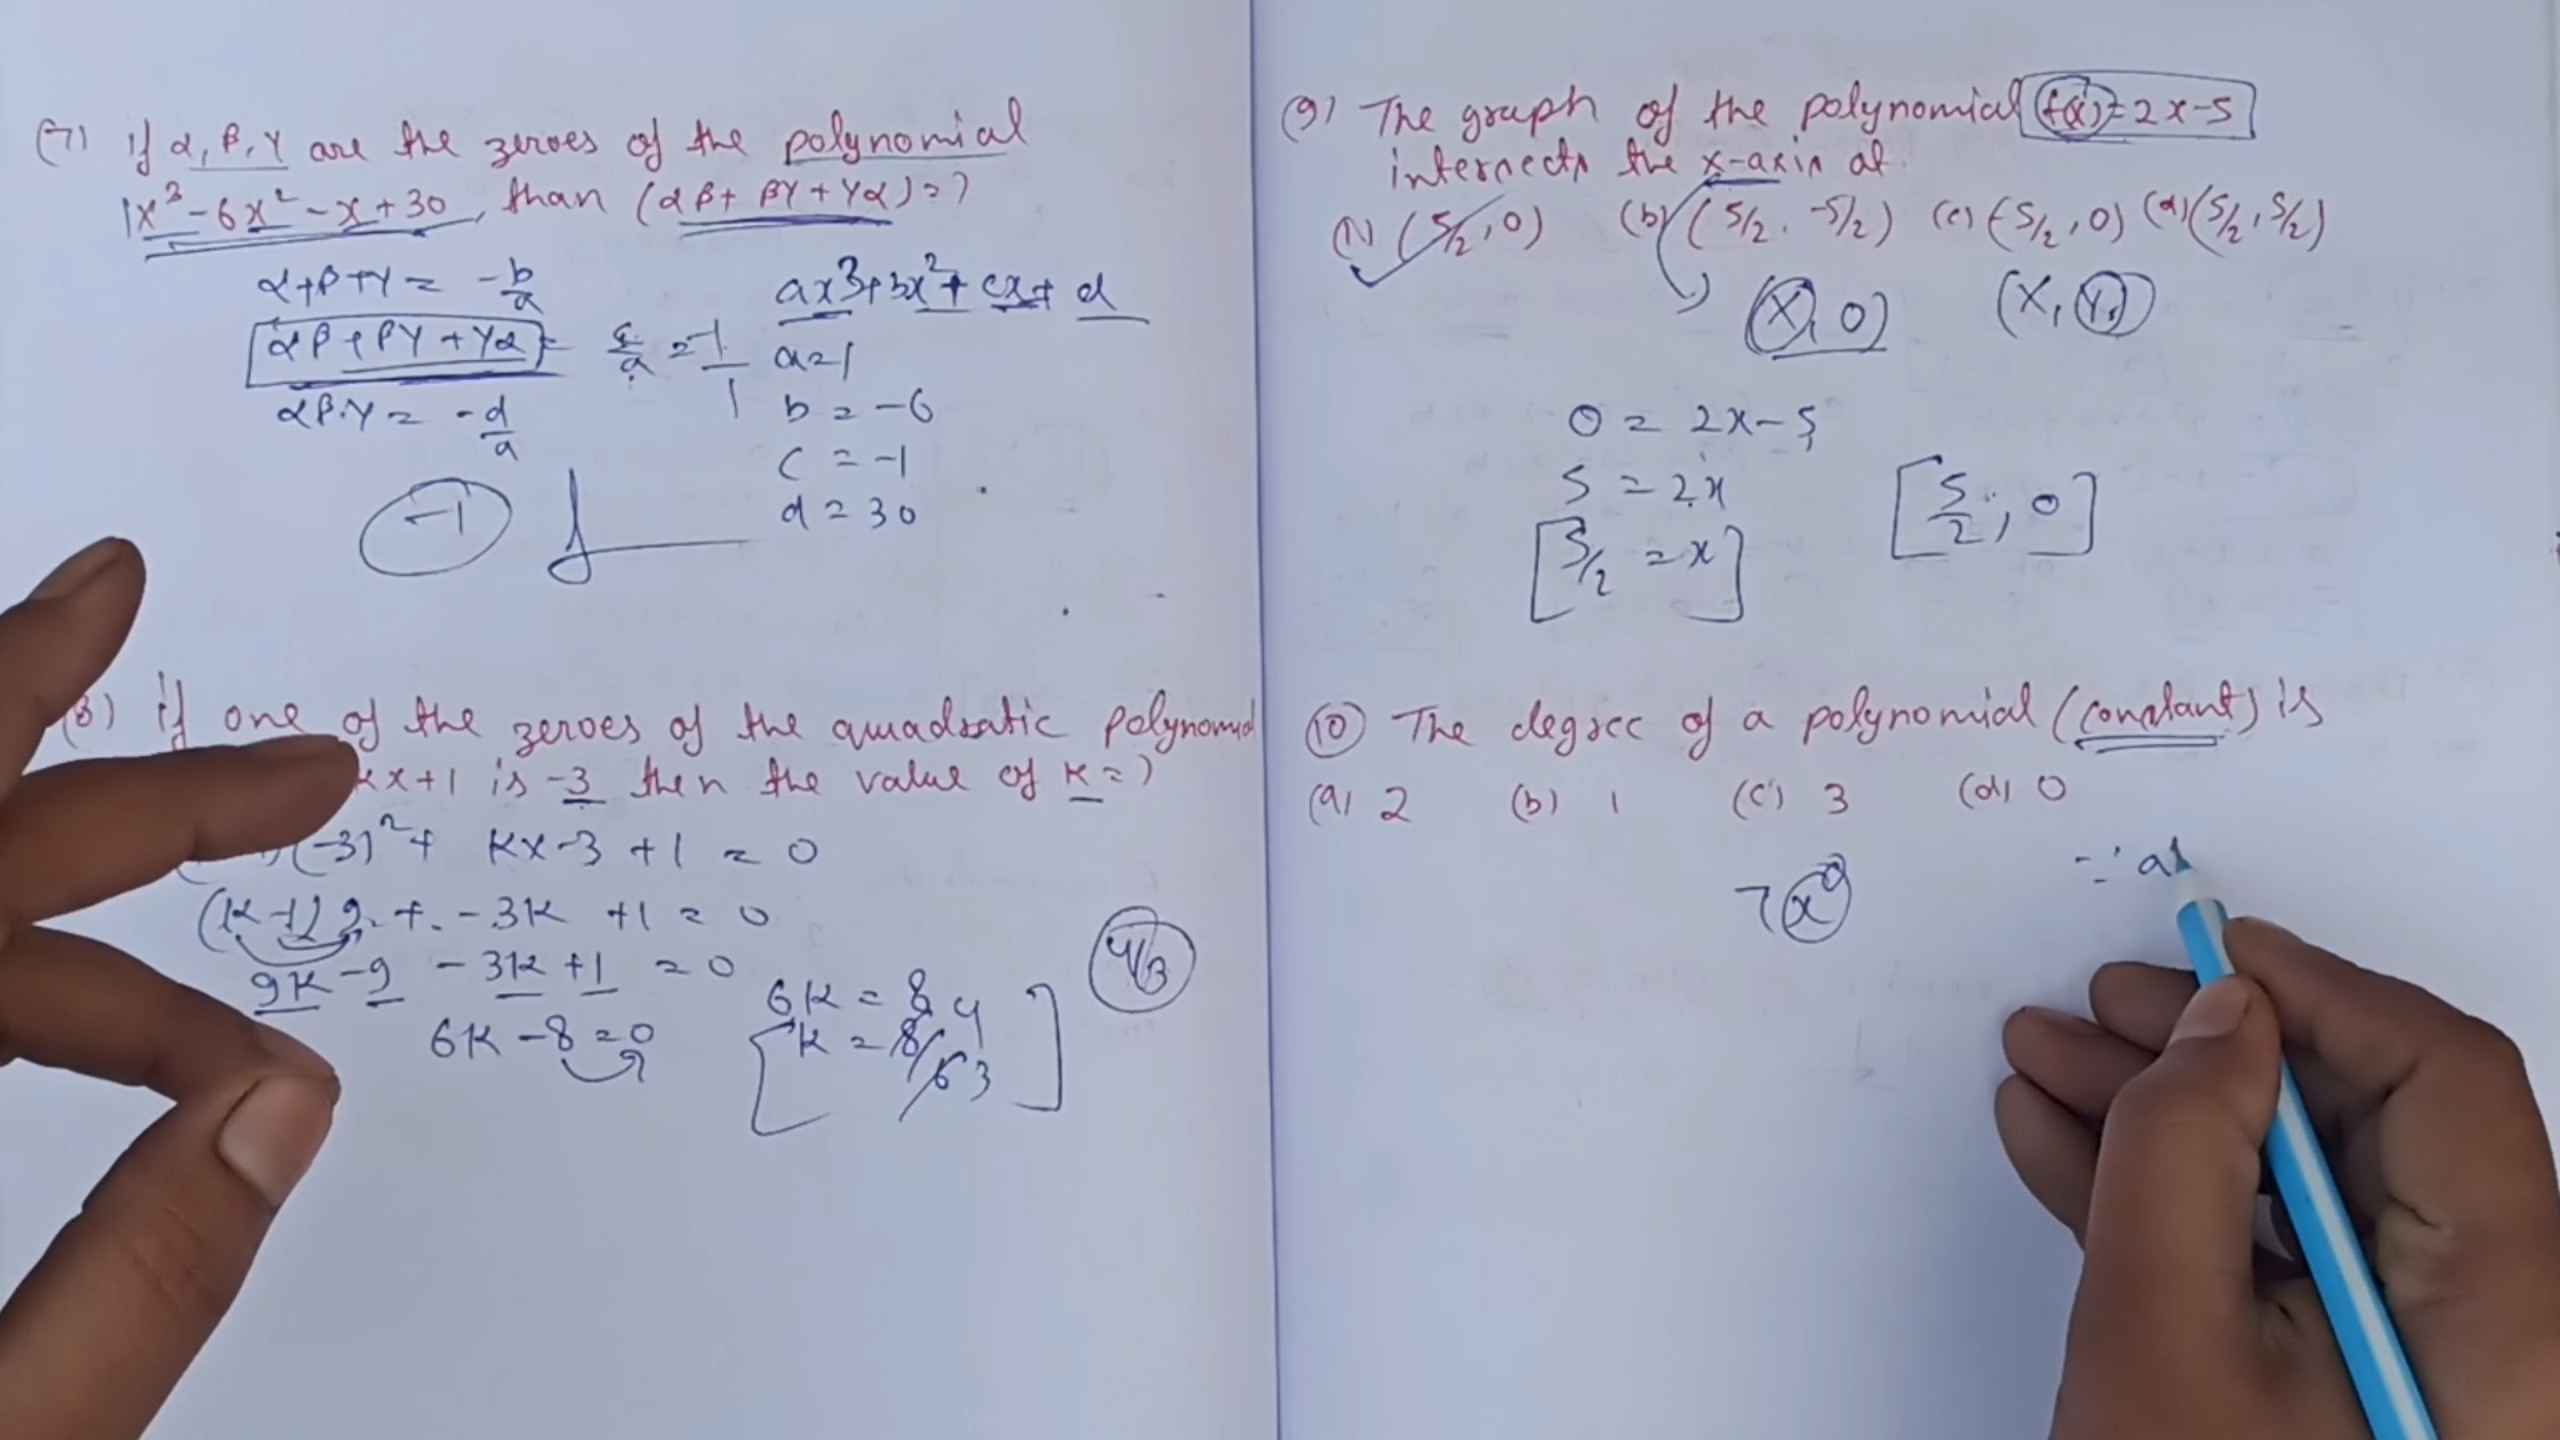 (7) if α, β, γ are the zeroes of the polynomial
1x³-6x²-x+30, than (αβ+ βγ + γα) = ?
α+β+γ = -b/a
ax³+bx²+cx+d
αβ+βγ+γα = c/a = -1/1
a=1
αβ.γ = -d/a
b = -6
c = -1
d = 30
-1
(8) if one of the zeroes of the quadratic polynomial
kx+1 is -3 then the value of k = ?
(-3)²+ k×-3 +1 = 0
(k-1) 9 + -3k +1 = 0
9k -9 -3k +1 = 0
6k -8 = 0
6k = 8
k = 8/6
4
3
4/3
(9) The graph of the polynomial f(x) = 2x-5
intersects the x-axis at.
(5/2, 0) (b) (5/2, -5/2) (c) (-5/2, 0) (d) (5/2, 5/2)
(x, 0) (x, y)
0 = 2x-5
5 = 2x
[5/2 = x]
[5/2, 0]
(10) The degree of a polynomial (constant) is
(a) 2 (b) 1 (c) 3 (d) 0
7x⁰